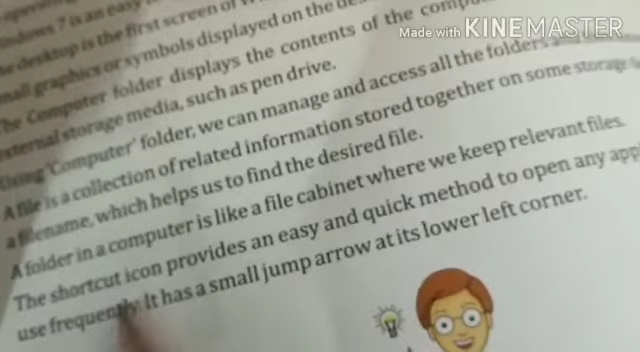 Made with KINEMASTER
indows 7 is an easy
he desktop is the first screen of
mall graphics or symbols displayed on the
The Computer folder displays the contents of the
external storage media, such as pen drive.
Using 'Computer' folder, we can manage and access all the folders
A file is a collection of related information stored together on some storage
a filename, which helps us to find the desired file.
A folder in a computer is like a file cabinet where we keep relevant files.
The shortcut icon provides an easy and quick method to open any
use frequently. It has a small jump arrow at its lower left corner.